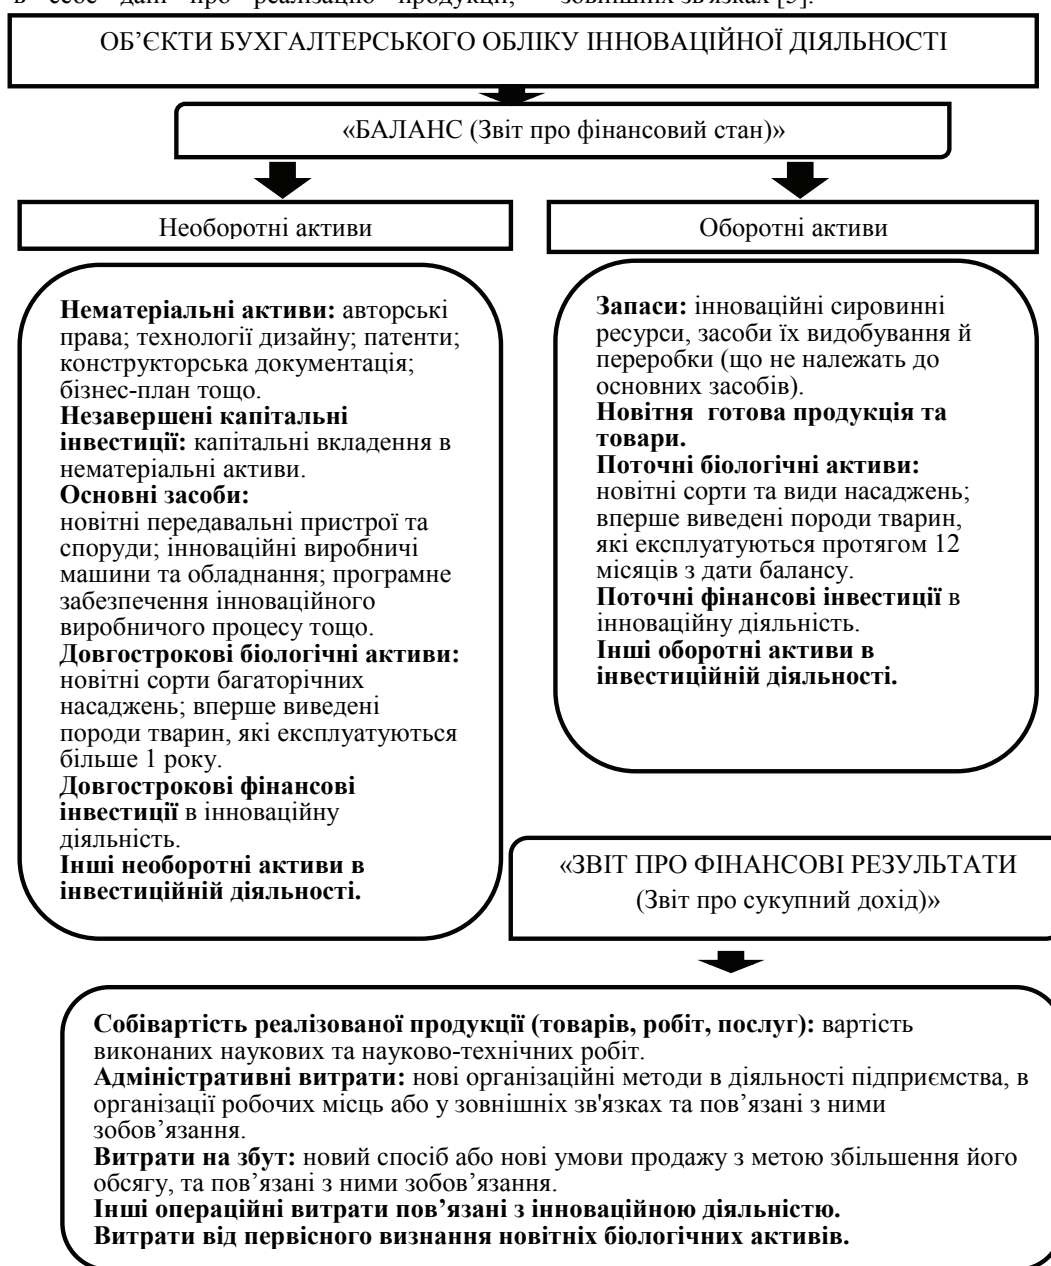 в себе дані про реалізацію продукції,
зовнішніх зв'язках [5].
ОБ’ЄКТИ БУХГАЛТЕРСЬКОГО ОБЛІКУ ІННОВАЦІЙНОЇ ДІЯЛЬНОСТІ
«БАЛАНС (Звіт про фінансовий стан)»
Необоротні активи
Оборотні активи
Нематеріальні активи: авторські
права; технології дизайну; патенти;
конструкторська документація;
бізнес-план тощо.
Незавершені капітальні
інвестиції: капітальні вкладення в
нематеріальні активи.
Основні засоби:
новітні передавальні пристрої та
споруди; інноваційні виробничі
машини та обладнання; програмне
забезпечення інноваційного
виробничого процесу тощо.
Довгострокові біологічні активи:
новітні сорти багаторічних
насаджень; вперше виведені
породи тварин, які експлуатуються
більше 1 року.
Довгострокові фінансові
інвестиції в інноваційну
діяльність.
Інші необоротні активи в
інвестиційній діяльності.
Запаси: інноваційні сировинні
ресурси, засоби їх видобування й
переробки (що не належать до
основних засобів).
Новітня готова продукція та
товари.
Поточні біологічні активи:
новітні сорти та види насаджень;
вперше виведені породи тварин,
які експлуатуються протягом 12
місяців з дати балансу.
Поточні фінансові інвестиції в
інноваційну діяльність.
Інші оборотні активи в
інвестиційній діяльності.
«ЗВІТ ПРО ФІНАНСОВІ РЕЗУЛЬТАТИ
(Звіт про сукупний дохід)»
Собівартість реалізованої продукції (товарів, робіт, послуг): вартість
виконаних наукових та науково-технічних робіт.
Адміністративні витрати: нові організаційні методи в діяльності підприємства, в
організації робочих місць або у зовнішніх зв'язках та пов’язані з ними
зобов’язання.
Витрати на збут: новий спосіб або нові умови продажу з метою збільшення його
обсягу, та пов’язані з ними зобов’язання.
Інші операційні витрати пов’язані з інноваційною діяльністю.
Витрати від первісного визнання новітніх біологічних активів.